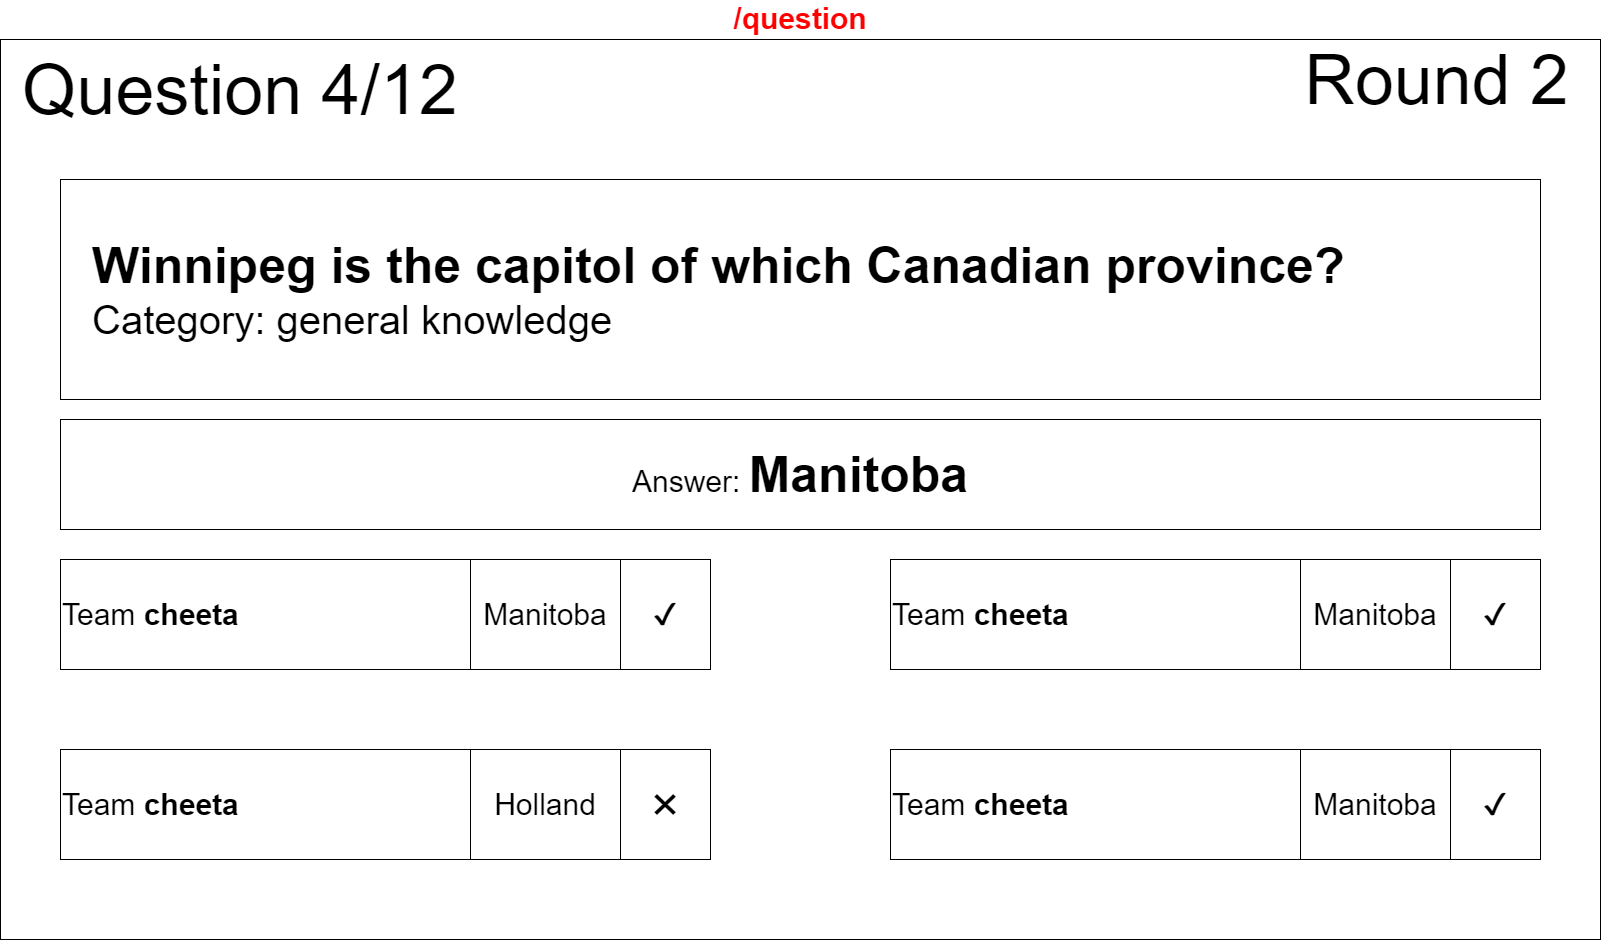 /question
Question 4/12
Round 2
Winnipeg is the capitol of which Canadian province?
Category: general knowledge
Answer: Manitoba
Team cheeta Manitoba ✓
Team cheeta Manitoba ✓
Team cheeta Holland ✕
Team cheeta Manitoba ✓